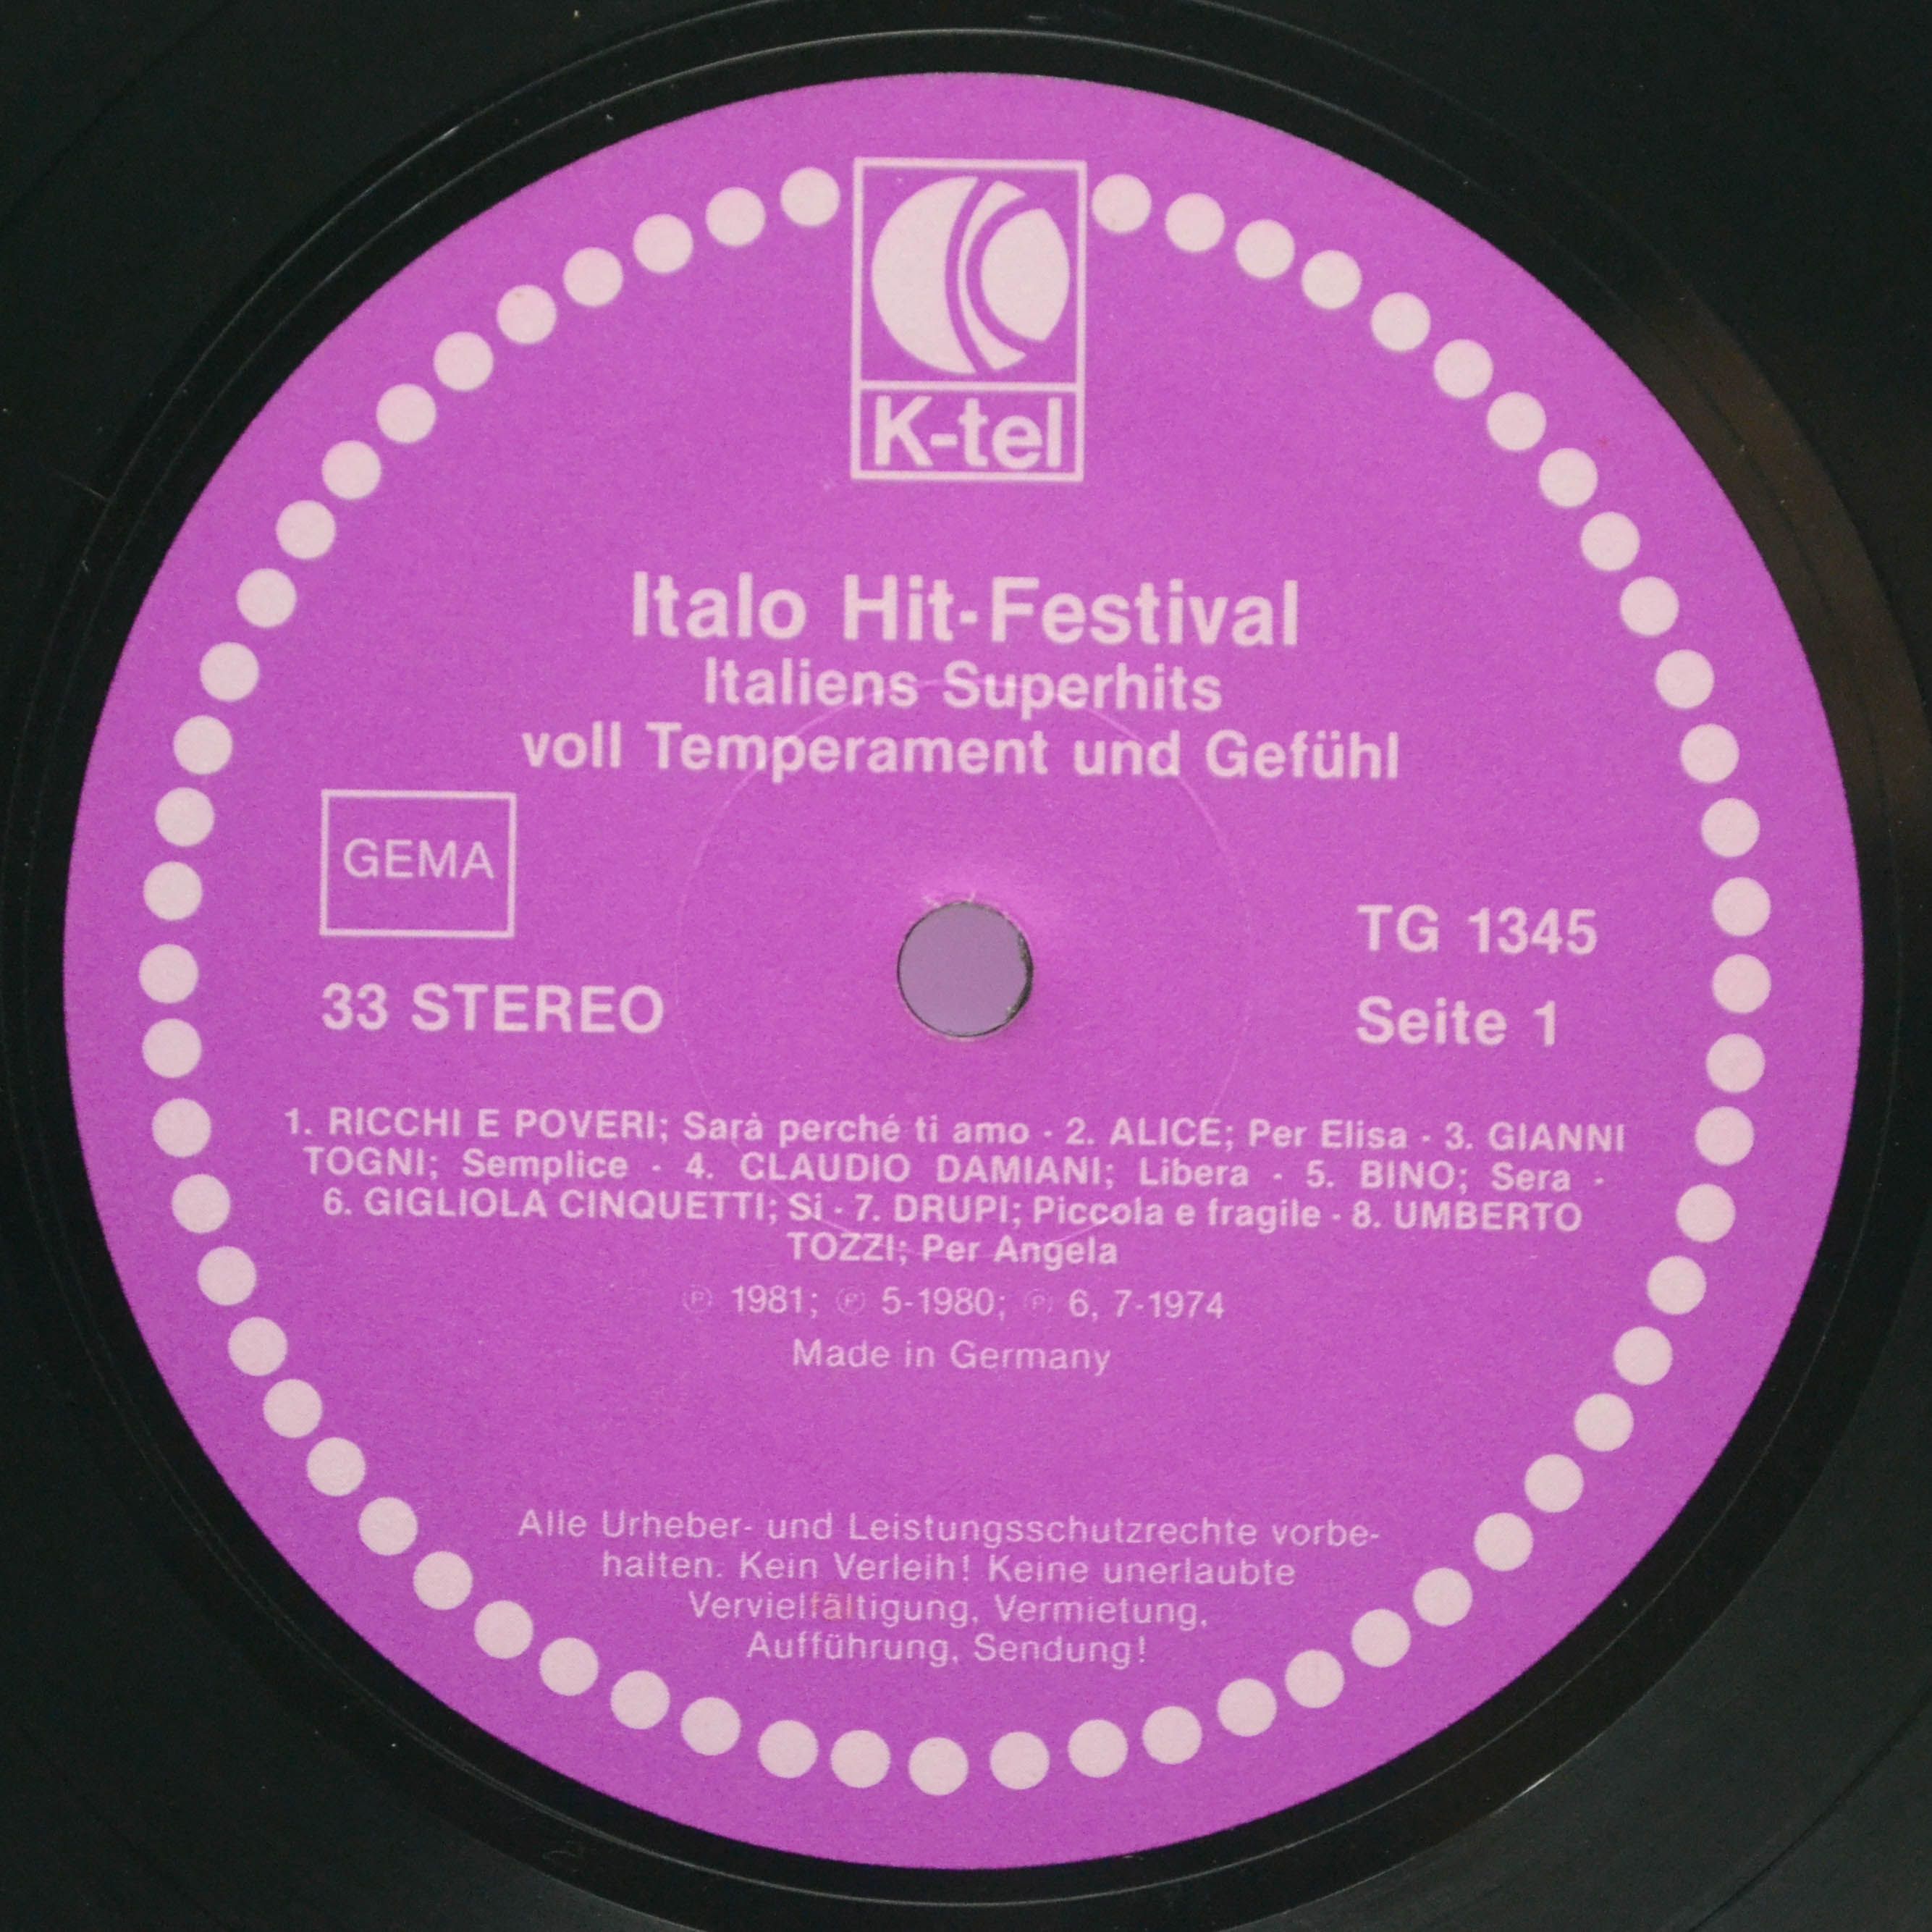 K-tel
Italo Hit-Festival
Italiens Superhits
voll Temperament und Gefühl
GEMA
TG 1345
33 STEREO
Seite 1
1. RICCHI E POVERI; Sarà perché ti amo - 2. ALICE; Per Elisa - 3. GIANNI
TOGNI; Semplice - 4. CLAUDIO DAMIANI; Libera - 5. BINO; Sera -
6. GIGLIOLA CINQUETTI; Si - 7. DRUPI; Piccola e fragile - 8. UMBERTO
TOZZI; Per Angela
℗ 1981; ℗ 5-1980; ℗ 6, 7-1974
Made in Germany
Alle Urheber- und Leistungsschutzrechte vorbe-
halten. Kein Verleih! Keine unerlaubte
Vervielfältigung, Vermietung,
Aufführung, Sendung!